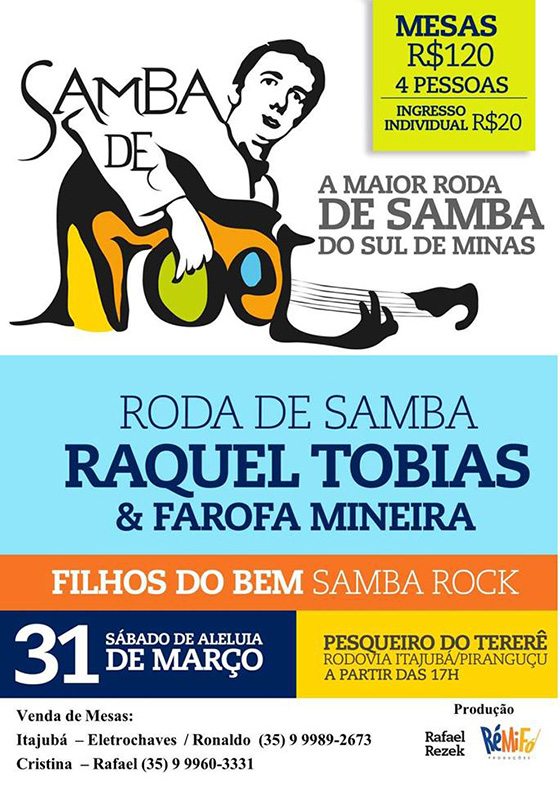 MESAS
R$120
4 PESSOAS
INGRESSO
INDIVIDUAL R$20
SAMBA
DE
noel
A MAIOR RODA
DE SAMBA
DO SUL DE MINAS
RODA DE SAMBA
RAQUEL TOBIAS
& FAROFA MINEIRA
FILHOS DO BEM SAMBA ROCK
31 SÁBADO DE ALELUIA
DE MARÇO
PESQUEIRO DO TERERÊ
RODOVIA ITAJUBÁ/PIRANGUÇU
A PARTIR DAS 17H
Venda de Mesas:
Itajubá – Eletrochaves / Ronaldo (35) 9 9989-2673
Cristina – Rafael (35) 9 9960-3331
Produção
Rafael
Rezek
RéMiFá
PRODUÇÕES